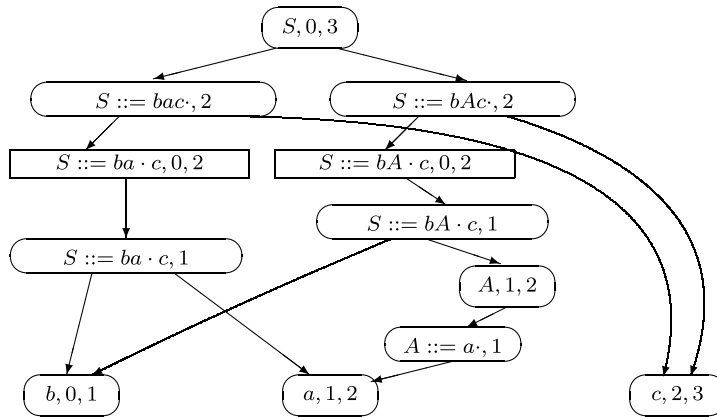 S, 0, 3
S ::= bac·, 2
S ::= bAc·, 2
S ::= ba · c, 0, 2
S ::= bA · c, 0, 2
S ::= bA · c, 1
S ::= ba · c, 1
A, 1, 2
A ::= a·, 1
b, 0, 1
a, 1, 2
c, 2, 3